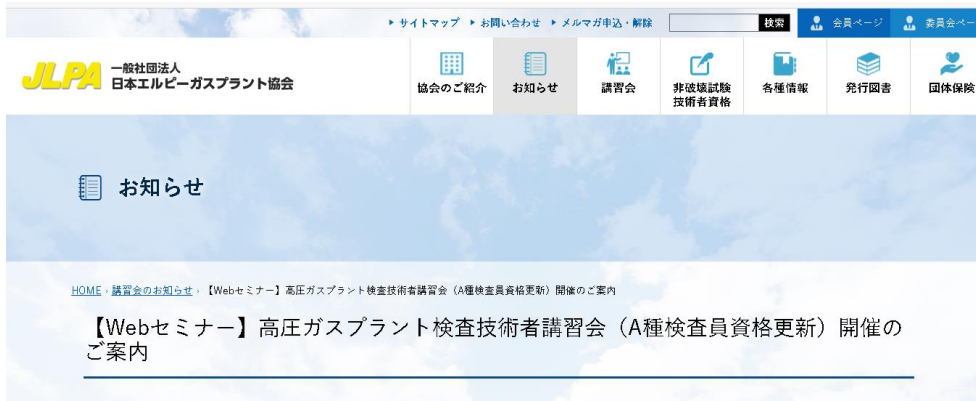 サイトマップ お問い合わせ メルマガ申込・解除 検索 会員ページ 委員会ペー
JLPA 一般社団法人
日本エルピーガスプラント協会
協会のご紹介 お知らせ 講習会 非破壊試験 各種情報 発行図書 団体保険
技術者資格
お知らせ
HOME › 講習会のお知らせ › 【Webセミナー】高圧ガスプラント検査技術者講習会（A種検査員資格更新）開催のご案内
【Webセミナー】高圧ガスプラント検査技術者講習会（A種検査員資格更新）開催の
ご案内